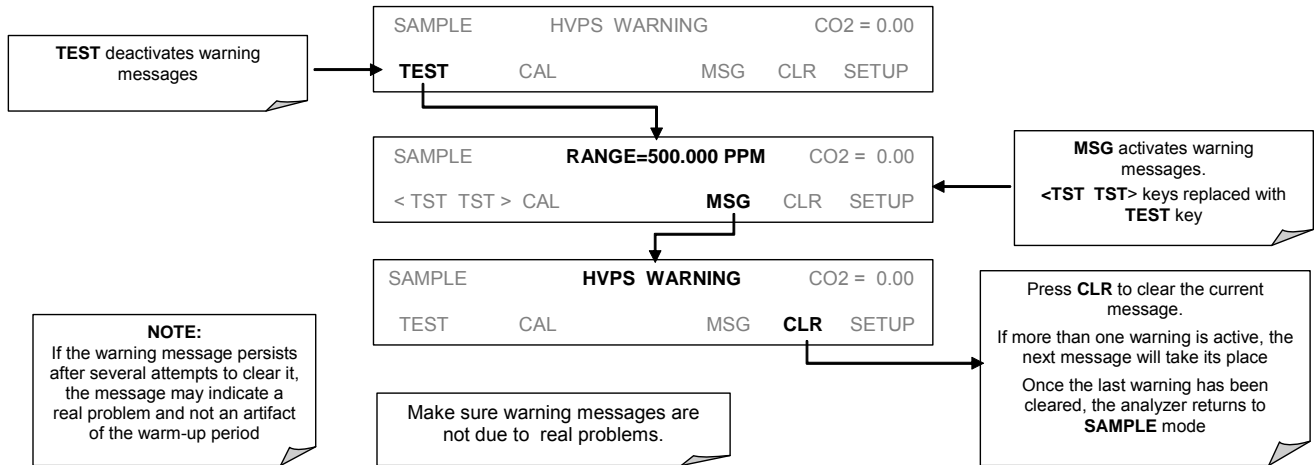 SAMPLE HVPS WARNING CO2 = 0.00
TEST deactivates warning
messages
TEST CAL MSG CLR SETUP
SAMPLE RANGE=500.000 PPM CO2 = 0.00
< TST TST > CAL MSG CLR SETUP
MSG activates warning
messages.
<TST TST> keys replaced with
TEST key
SAMPLE HVPS WARNING CO2 = 0.00
TEST CAL MSG CLR SETUP
Press CLR to clear the current
message.
If more than one warning is active, the
next message will take its place
Once the last warning has been
cleared, the analyzer returns to
SAMPLE mode
NOTE:
If the warning message persists
after several attempts to clear it,
the message may indicate a
real problem and not an artifact
of the warm-up period
Make sure warning messages are
not due to real problems.